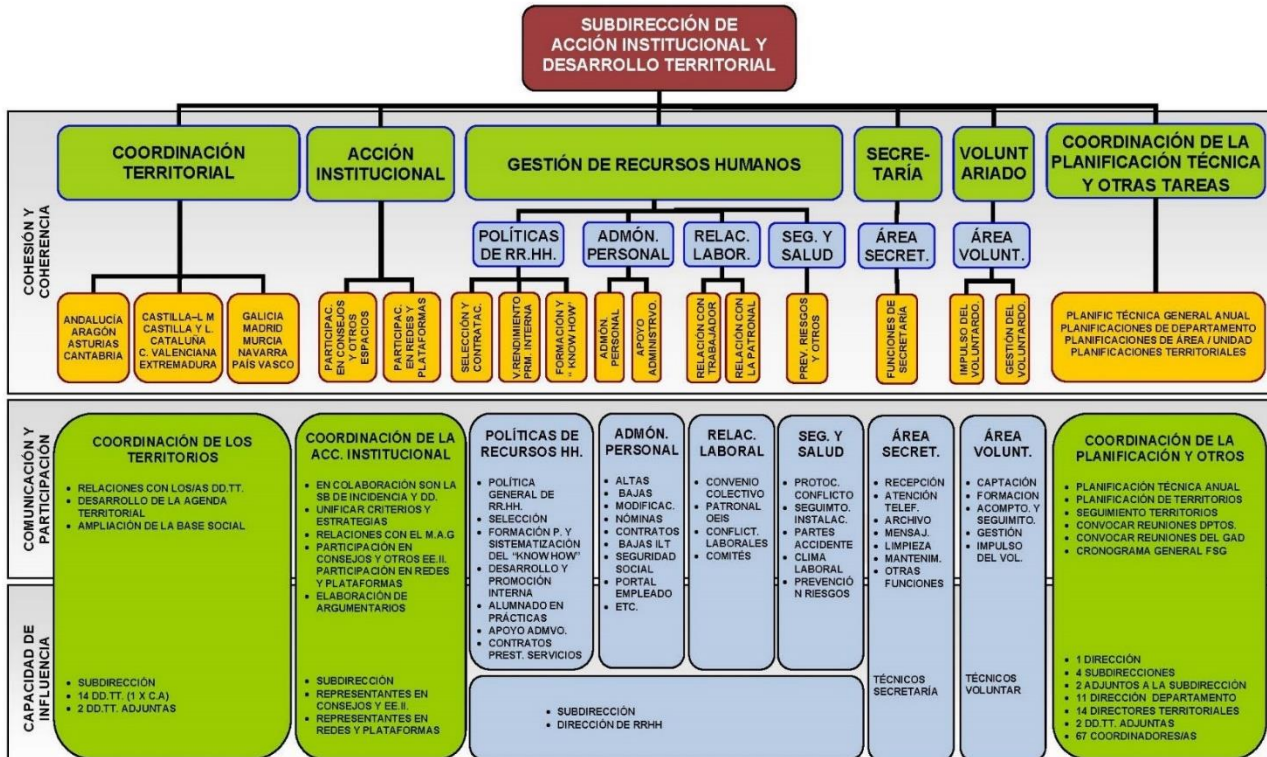 SUBDIRECCIÓN DE
ACCIÓN INSTITUCIONAL Y
DESARROLLO TERRITORIAL
COHESIÓN Y
COHERENCIA
COORDINACIÓN
TERRITORIAL
ACCIÓN
INSTITUCIONAL
GESTIÓN DE RECURSOS HUMANOS
SECRE-
TARÍA
VOLUNT
ARIADO
COORDINACIÓN DE LA
PLANIFICACIÓN TÉCNICA
Y OTRAS TAREAS
POLÍTICAS
DE RR.HH.
ADMÓN.
PERSONAL
RELAC.
LABOR.
SEG. Y
SALUD
ÁREA
SECRET.
ÁREA
VOLUNT.
ANDALUCÍA
ARAGÓN
ASTURIAS
CANTABRIA
CASTILLA–L M
CASTILLA Y L.
CATALUÑA
C. VALENCIANA
EXTREMADURA
GALICIA
MADRID
MURCIA
NAVARRA
PAÍS VASCO
PARTICIPAC.
EN CONSEJOS
Y OTROS
ESPACIOS
PARTICIPAC.
EN REDES Y
PLATAFORMAS
SELECCIÓN Y
CONTRATAC.
V.RENDIMIENTO
PRM. INTERNA
FORMACIÓN Y
"KNOW HOW"
ADMÓN.
PERSONAL
APOYO
ADMINISTRVO.
RELACIÓN CON
TRABAJADOR
RELACIÓN CON
LA PATRONAL
PREV. RIESGOS
Y OTROS
FUNCIONES DE
SECRETARÍA
IMPULSO DEL
VOLUNTARDO.
GESTIÓN DEL
VOLUNTARDO.
PLANIFIC TÉCNICA GENERAL ANUAL
PLANIFICACIONES DE DEPARTAMENTO
PLANIFICACIONES DE ÁREA / UNIDAD
PLANIFICACIONES TERRITORIALES
COMUNICACIÓN Y
PARTICIPACIÓN
COORDINACIÓN DE LOS
TERRITORIOS
• RELACIONES CON LOS/AS DD.TT.
• DESARROLLO DE LA AGENDA
TERRITORIAL
• AMPLIACIÓN DE LA BASE SOCIAL
COORDINACIÓN DE LA
ACC. INSTITUCIONAL
• EN COLABORACIÓN SON LA
SB DE INCIDENCIA Y DD.
• UNIFICAR CRITERIOS Y
ESTRATEGIAS
• RELACIONES CON EL M.A.G
• PARTICIPACIÓN EN
CONSEJOS Y OTROS EE.II.
PARTICIPACIÓN EN REDES
Y PLATAFORMAS
• ELABORACIÓN DE
ARGUMENTARIOS
POLÍTICAS DE
RECURSOS HH.
• POLÍTICA
GENERAL DE
RR.HH.
• SELECCIÓN
• FORMACIÓN P. Y
SISTEMATIZACIÓN
DEL "KNOW HOW"
• DESARROLLO Y
PROMOCIÓN
INTERNA
• ALUMNADO EN
PRÁCTICAS
• APOYO ADMVO.
• CONTRATOS
PREST. SERVICIOS
ADMÓN.
PERSONAL
• ALTAS
• BAJAS
• MODIFICAC.
• NÓMINAS
• CONTRATOS
• BAJAS ILT
• SEGURIDAD
SOCIAL
• PORTAL
EMPLEADO
• ETC.
RELAC.
LABORAL
• CONVENIO
COLECTIVO
• PATRONAL
OEIS
• CONFLICT.
LABORALES
• COMITÉS
SEG. Y
SALUD
• PROTOC.
CONFLICTO
• SEGUIMTO.
INSTALAC.
• PARTES
ACCIDENTE
• CLIMA
LABORAL
• PREVENCIÓ
N RIESGOS
ÁREA
SECRET.
• RECEPCIÓN
• ATENCIÓN
TELEF.
• ARCHIVO
• MENSAJ.
• LIMPIEZA
• MANTENIM.
• OTRAS
FUNCIONES
ÁREA
VOLUNT.
• CAPTACIÓN
• FORMACION
• ACOMPTO. Y
SEGUIMITO.
• GESTIÓN
• IMPULSO
DEL VOL.
COORDINACIÓN DE LA
PLANIFICACIÓN Y OTROS
• PLANIFICACIÓN TÉCNICA ANUAL
• PLANIFICACIÓN DE TERRITORIOS
• SEGUIMIENTO TERRITORIOS
• CONVOCAR REUNIONES DPTOS.
• CONVOCAR REUNIONES DEL GAD
• CRONOGRAMA GENERAL FSG
CAPACIDAD DE
INFLUENCIA
• SUBDIRECCIÓN
• 14 DD.TT. (1 X C.A)
• 2 DD.TT. ADJUNTAS
• SUBDIRECCIÓN
• REPRESENTANTES EN
CONSEJOS Y EE.II.
• REPRESENTANTES EN
REDES Y PLATAFORMAS
• SUBDIRECCIÓN
• DIRECCIÓN DE RRHH
TÉCNICOS
SECRETARÍA
TÉCNICOS
VOLUNTAR
• 1 DIRECCIÓN
• 4 SUBDIRECCIONES
• 2 ADJUNTOS A LA SUBDIRECCIÓN
• 11 DIRECCIÓN DEPARTAMENTO
• 14 DIRECTORES TERRITORIALES
• 2 DD.TT. ADJUNTAS
• 67 COORDINADORES/AS